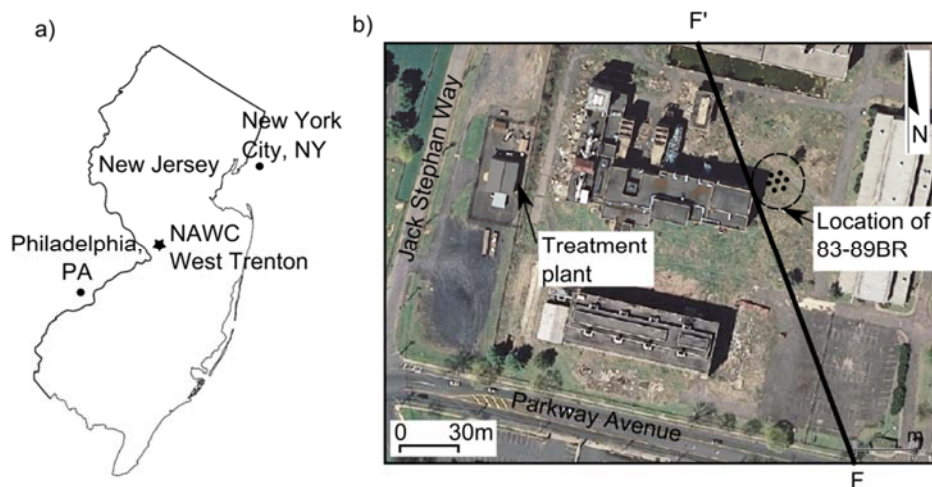 a)
New York
City, NY
New Jersey
NAWC
West Trenton
Philadelphia,
PA
b)
F'
Jack Stephan Way
N
Treatment
plant
Location of
83-89BR
Parkway Avenue
0 30m
m
F